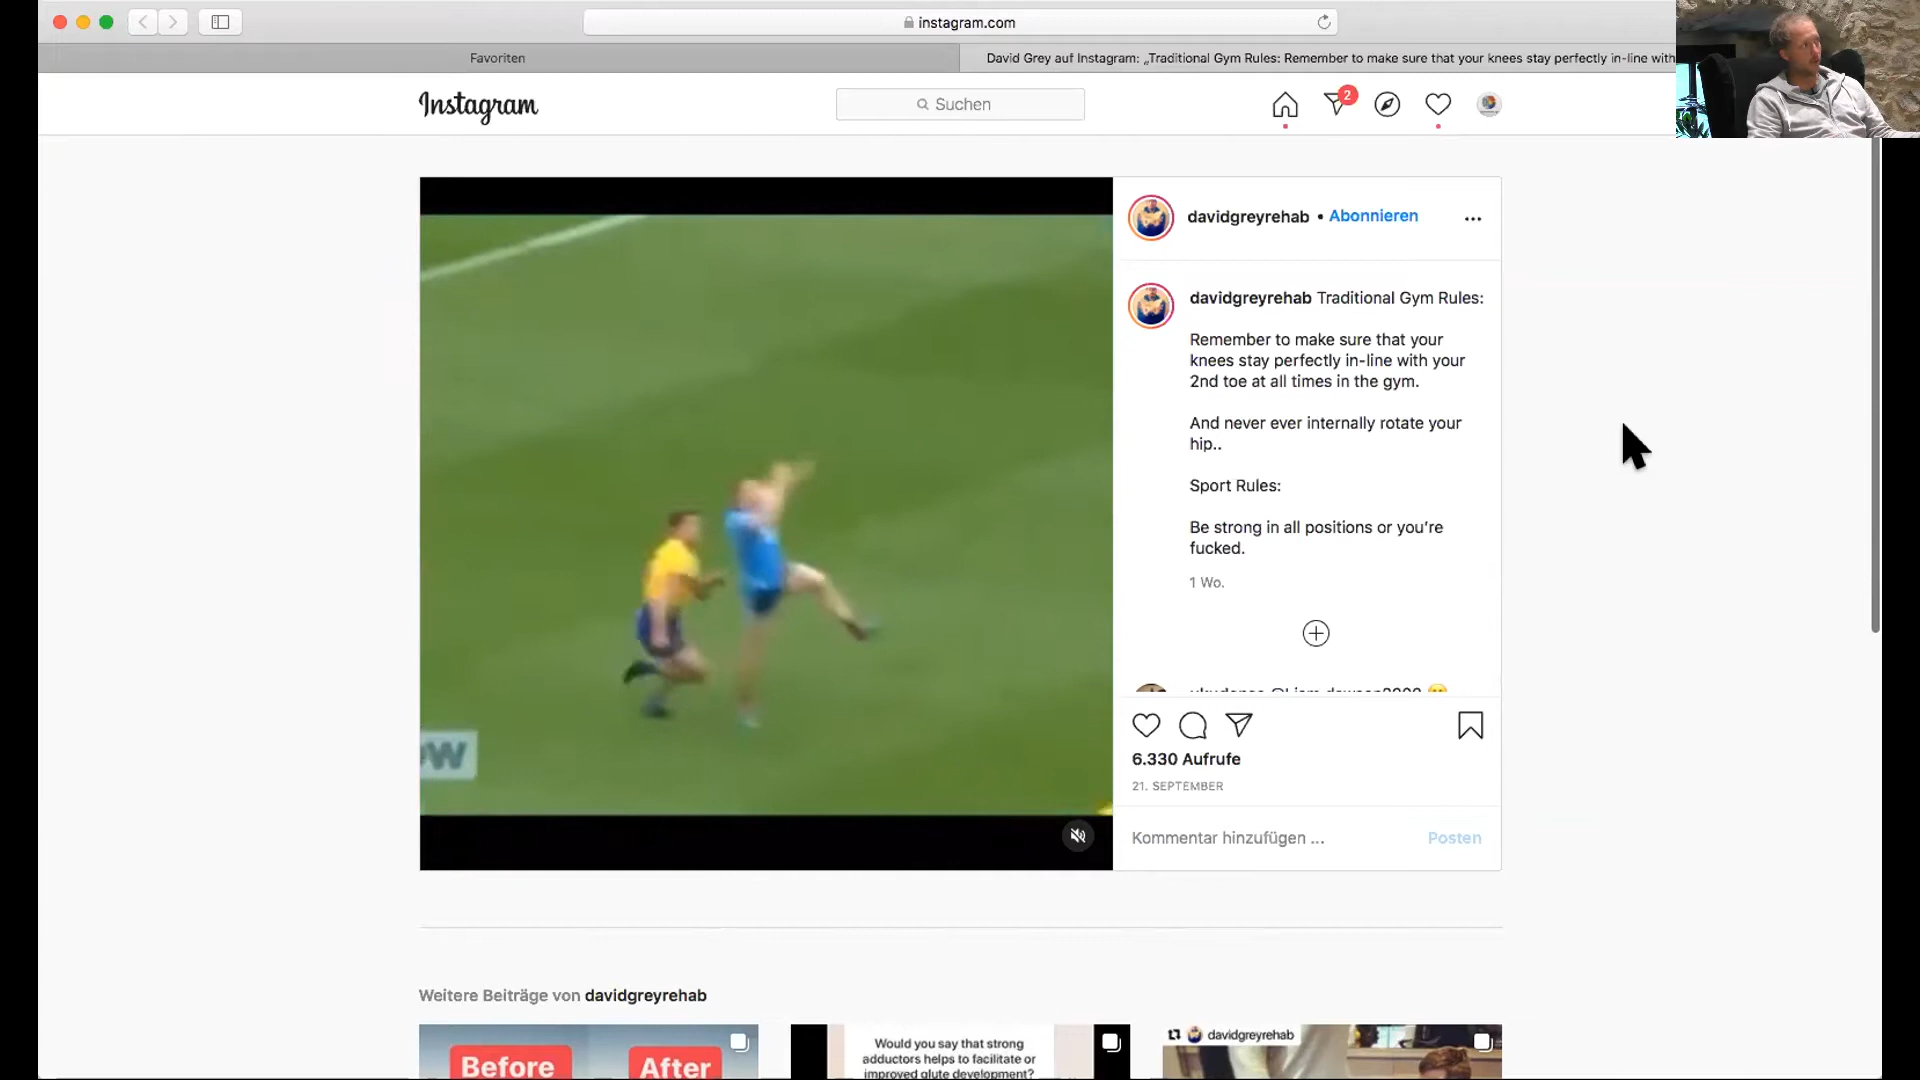 instagram.com
Favoriten
David Grey auf Instagram: „Traditional Gym Rules: Remember to make sure that your knees stay perfectly in-line with
Instagram
Suchen
2
davidgreyrehab • Abonnieren
davidgreyrehab Traditional Gym Rules:
Remember to make sure that your
knees stay perfectly in-line with your
2nd toe at all times in the gym.
And never ever internally rotate your
hip..
Sport Rules:
Be strong in all positions or you're
fucked.
1 Wo.
6.330 Aufrufe
21. SEPTEMBER
Kommentar hinzufügen ...
Posten
Weitere Beiträge von davidgreyrehab
Before
After
Would you say that strong
adductors helps to facilitate or
improved glute development?
davidgreyrehab